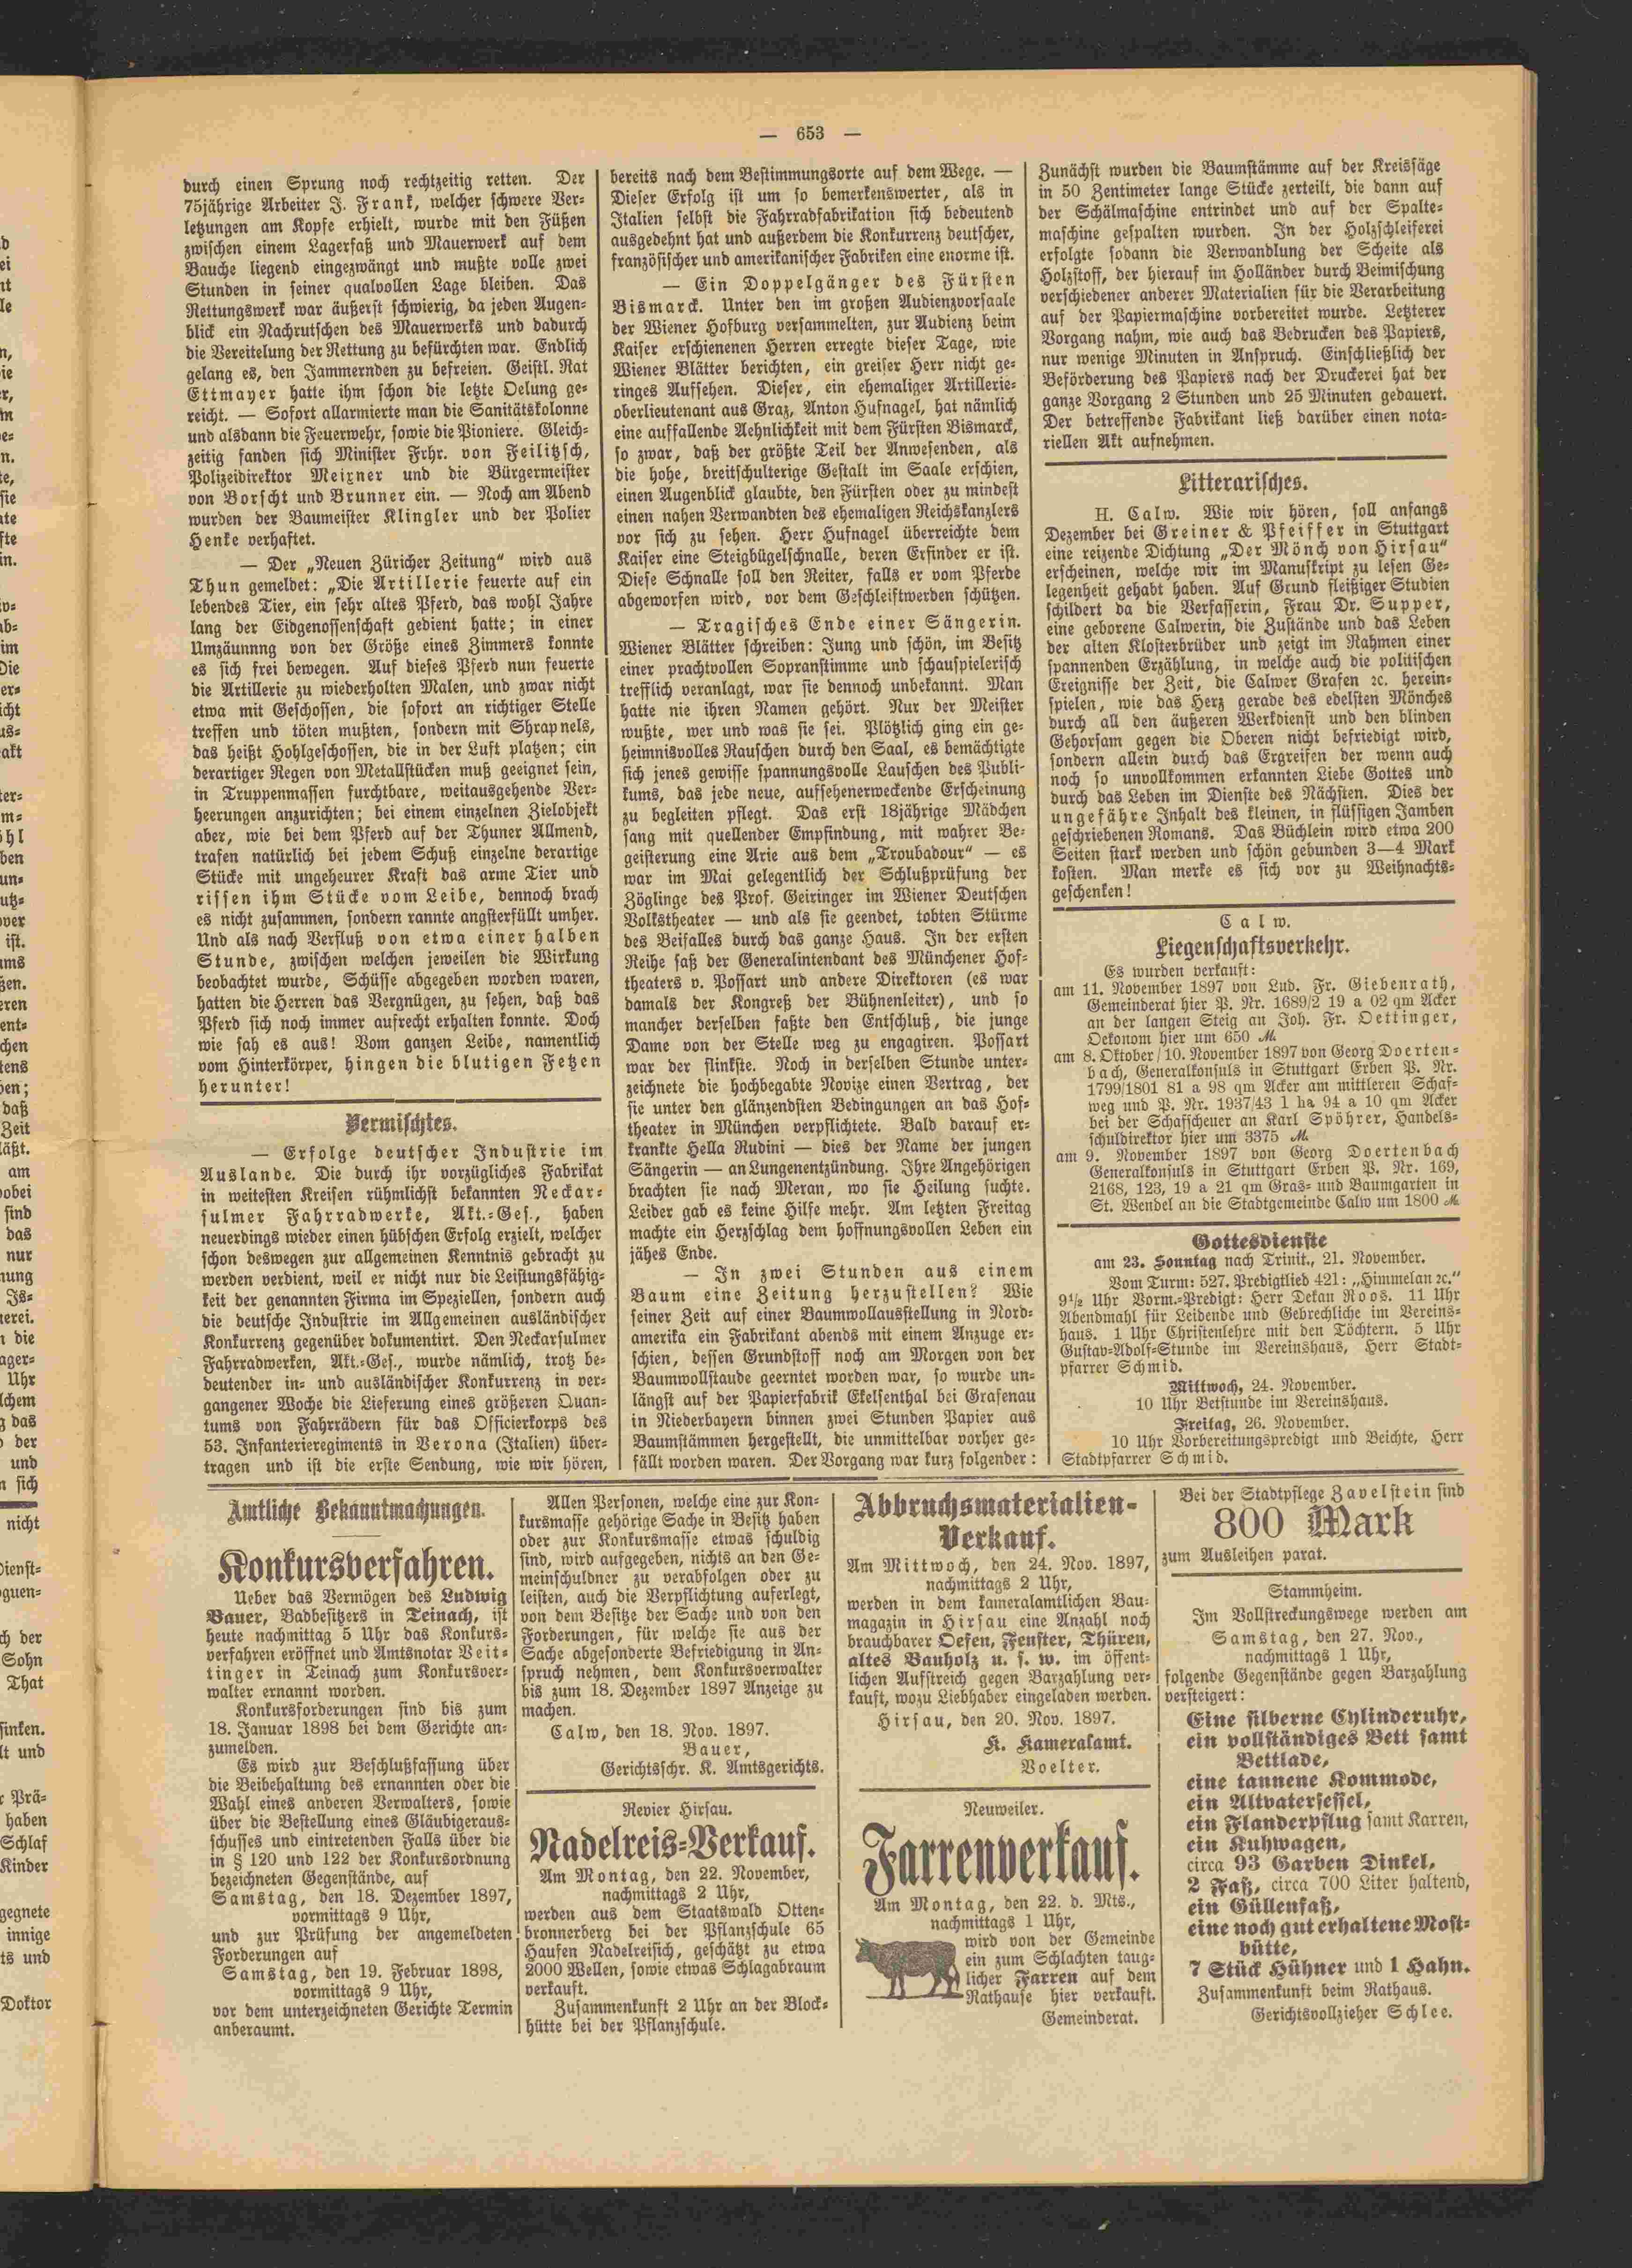 — 653 —
durch einen Sprung noch rechtzeitig retten. Der
75jährige Arbeiter J. Frank, welcher schwere Ver-
letzungen am Kopfe erhielt, wurde mit den Füßen
zwischen einem Lagerfaß und Mauerwerk auf dem
Bauche liegend eingezwängt und mußte volle zwei
Stunden in seiner qualvollen Lage bleiben. Das
Rettungswerk war äußerst schwierig, da jeden Augen-
blick ein Nachrutschen des Mauerwerks und dadurch
die Vereitelung der Rettung zu befürchten war. Endlich
gelang es, den Jammernden zu befreien. Geistl. Rat
Ettmayer hatte ihm schon die letzte Oelung ge-
reicht. — Sofort allarmierte man die Sanitätskolonne
und alsdann die Feuerwehr, sowie die Pioniere. Gleich-
zeitig fanden sich Minister Frhr. von Feilitzsch,
Polizeidirektor Meixner und die Bürgermeister
von Borscht und Brunner ein. — Noch am Abend
wurden der Baumeister Klingler und der Polier
Henke verhaftet.
— Der „Neuen Züricher Zeitung“ wird aus
Thun gemeldet: „Die Artillerie feuerte auf ein
lebendes Tier, ein sehr altes Pferd, das wohl Jahre
lang der Eidgenossenschaft gedient hatte; in einer
Umzäunnng von der Größe eines Zimmers konnte
es sich frei bewegen. Auf dieses Pferd nun feuerte
die Artillerie zu wiederholten Malen, und zwar nicht
etwa mit Geschossen, die sofort an richtiger Stelle
treffen und töten mußten, sondern mit Shrapnels,
das heißt Hohlgeschossen, die in der Luft platzen; ein
derartiger Regen von Metallstücken muß geeignet sein,
in Truppenmassen furchtbare, weitausgehende Ver-
heerungen anzurichten; bei einem einzelnen Zielobjekt
aber, wie bei dem Pferd auf der Thuner Allmend,
trafen natürlich bei jedem Schuß einzelne derartige
Stücke mit ungeheurer Kraft das arme Tier und
rissen ihm Stücke vom Leibe, dennoch brach
es nicht zusammen, sondern rannte angsterfüllt umher.
Und als nach Verfluß von etwa einer halben
Stunde, zwischen welchen jeweilen die Wirkung
beobachtet wurde, Schüsse abgegeben worden waren,
hatten die Herren das Vergnügen, zu sehen, daß das
Pferd sich noch immer aufrecht erhalten konnte. Doch
wie sah es aus! Vom ganzen Leibe, namentlich
vom Hinterkörper, hingen die blutigen Fetzen
herunter!
Vermischtes.
— Erfolge deutscher Industrie im
Auslande. Die durch ihr vorzügliches Fabrikat
in weitesten Kreisen rühmlichst bekannten Neckar-
sulmer Fahrradwerke, Akt.-Ges., haben
neuerdings wieder einen hübschen Erfolg erzielt, welcher
schon deswegen zur allgemeinen Kenntnis gebracht zu
werden verdient, weil er nicht nur die Leistungsfähig-
keit der genannten Firma im Speziellen, sondern auch
die deutsche Industrie im Allgemeinen ausländischer
Konkurrenz gegenüber dokumentirt. Den Neckarsulmer
Fahrradwerken, Akt.-Ges., wurde nämlich, trotz be-
deutender in- und ausländischer Konkurrenz in ver-
gangener Woche die Lieferung eines größeren Quan-
tums von Fahrrädern für das Officierkorps des
53. Infanterieregiments in Verona (Italien) über-
tragen und ist die erste Sendung, wie wir hören,
bereits nach dem Bestimmungsorte auf dem Wege. —
Dieser Erfolg ist um so bemerkenswerter, als in
Italien selbst die Fahrradfabrikation sich bedeutend
ausgedehnt hat und außerdem die Konkurrenz deutscher,
französischer und amerikanischer Fabriken eine enorme ist.
— Ein Doppelgänger des Fürsten
Bismarck. Unter den im großen Audienzvorsaale
der Wiener Hofburg versammelten, zur Audienz beim
Kaiser erschienenen Herren erregte dieser Tage, wie
Wiener Blätter berichten, ein greiser Herr nicht ge-
ringes Aufsehen. Dieser, ein ehemaliger Artillerie-
oberlieutenant aus Graz, Anton Hufnagel, hat nämlich
eine auffallende Aehnlichkeit mit dem Fürsten Bismarck,
so zwar, daß der größte Teil der Anwesenden, als
die hohe, breitschulterige Gestalt im Saale erschien,
einen Augenblick glaubte, den Fürsten oder zu mindest
einen nahen Verwandten des ehemaligen Reichskanzlers
vor sich zu sehen. Herr Hufnagel überreichte dem
Kaiser eine Steigbügelschnalle, deren Erfinder er ist.
Diese Schnalle soll den Reiter, falls er vom Pferde
abgeworfen wird, vor dem Geschleiftwerden schützen.
— Tragisches Ende einer Sängerin.
Wiener Blätter schreiben: Jung und schön, im Besitz
einer prachtvollen Sopranstimme und schauspielerisch
trefflich veranlagt, war sie dennoch unbekannt. Man
hatte nie ihren Namen gehört. Nur der Meister
wußte, wer und was sie sei. Plötzlich ging ein ge-
heimnisvolles Rauschen durch den Saal, es bemächtigte
sich jenes gewisse spannungsvolle Lauschen des Publi-
kums, das jede neue, aufsehenerweckende Erscheinung
zu begleiten pflegt. Das erst 18jährige Mädchen
sang mit quellender Empfindung, mit wahrer Be-
geisterung eine Arie aus dem „Troubadour“ — es
war im Mai gelegentlich der Schlußprüfung der
Zöglinge des Prof. Geiringer im Wiener Deutschen
Volkstheater — und als sie geendet, tobten Stürme
des Beifalles durch das ganze Haus. In der ersten
Reihe saß der Generalintendant des Münchener Hof-
theaters v. Possart und andere Direktoren (es war
damals der Kongreß der Bühnenleiter), und so
mancher derselben faßte den Entschluß, die junge
Dame von der Stelle weg zu engagiren. Possart
war der flinkste. Noch in derselben Stunde unter-
zeichnete die hochbegabte Novize einen Vertrag, der
sie unter den glänzendsten Bedingungen an das Hof-
theater in München verpflichtete. Bald darauf er-
krankte Hella Rudini — dies der Name der jungen
Sängerin — an Lungenentzündung. Ihre Angehörigen
brachten sie nach Meran, wo sie Heilung suchte.
Leider gab es keine Hilfe mehr. Am letzten Freitag
machte ein Herzschlag dem hoffnungsvollen Leben ein
jähes Ende.
— In zwei Stunden aus einem
Baum eine Zeitung herzustellen? Wie
seiner Zeit auf einer Baumwollausstellung in Nord-
amerika ein Fabrikant abends mit einem Anzuge er-
schien, dessen Grundstoff noch am Morgen von der
Baumwollstaude geerntet worden war, so wurde un-
längst auf der Papierfabrik Ekelsenthal bei Grafenau
in Niederbayern binnen zwei Stunden Papier aus
Baumstämmen hergestellt, die unmittelbar vorher ge-
fällt worden waren. Der Vorgang war kurz folgender:
Zunächst wurden die Baumstämme auf der Kreissäge
in 50 Zentimeter lange Stücke zerteilt, die dann auf
der Schälmaschine entrindet und auf der Spalte-
maschine gespalten wurden. In der Holzschleiferei
erfolgte sodann die Verwandlung der Scheite als
Holzstoff, der hierauf im Holländer durch Beimischung
verschiedener anderer Materialien für die Verarbeitung
auf der Papiermaschine vorbereitet wurde. Letzterer
Vorgang nahm, wie auch das Bedrucken des Papiers,
nur wenige Minuten in Anspruch. Einschließlich der
Beförderung des Papiers nach der Druckerei hat der
ganze Vorgang 2 Stunden und 25 Minuten gedauert.
Der betreffende Fabrikant ließ darüber einen nota-
riellen Akt aufnehmen.
Litterarisches.
H. Calw. Wie wir hören, soll anfangs
Dezember bei Greiner & Pfeiffer in Stuttgart
eine reizende Dichtung „Der Mönch von Hirsau“
erscheinen, welche wir im Manuskript zu lesen Ge-
legenheit gehabt haben. Auf Grund fleißiger Studien
schildert da die Verfasserin, Frau Dr. Supper,
eine geborene Calwerin, die Zustände und das Leben
der alten Klosterbrüder und zeigt im Rahmen einer
spannenden Erzählung, in welche auch die politischen
Ereignisse der Zeit, die Calwer Grafen ꝛc. herein-
spielen, wie das Herz gerade des edelsten Mönches
durch all den äußeren Werkdienst und den blinden
Gehorsam gegen die Oberen nicht befriedigt wird,
sondern allein durch das Ergreifen der wenn auch
noch so unvollkommen erkannten Liebe Gottes und
durch das Leben im Dienste des Nächsten. Dies der
ungefähre Inhalt des kleinen, in flüssigen Jamben
geschriebenen Romans. Das Büchlein wird etwa 200
Seiten stark werden und schön gebunden 3—4 Mark
kosten. Man merke es sich vor zu Weihnachts-
geschenken!
Calw.
Liegenschaftsverkehr.
Es wurden verkauft:
am 11. November 1897 von Lud. Fr. Giebenrath,
Gemeinderat hier P. Nr. 1689/2 19 a 02 qm Acker
an der langen Steig an Joh. Fr. Oettinger,
Oekonom hier um 650 ℳ.
am 8. Oktober/10. November 1897 von Georg Doerten-
bach, Generalkonsuls in Stuttgart Erben P. Nr.
1799/1801 81 a 98 qm Acker am mittleren Schaf-
weg und P. Nr. 1937/43 1 ha 94 a 10 qm Acker
bei der Schafscheuer an Karl Spöhrer, Handels-
schuldirektor hier um 3375 ℳ.
am 9. November 1897 von Georg Doertenbach
Generalkonsuls in Stuttgart Erben P. Nr. 169,
2168, 123, 19 a 21 qm Gras- und Baumgarten in
St. Wendel an die Stadtgemeinde Calw um 1800 ℳ
Gottesdienste
am 23. Sonntag nach Trinit., 21. November.
Vom Turm: 527. Predigtlied 421: „Himmelan ꝛc.“
9½ Uhr Vorm.-Predigt: Herr Dekan Roos. 11 Uhr
Abendmahl für Leidende und Gebrechliche im Vereins-
haus. 1 Uhr Christenlehre mit den Töchtern. 5 Uhr
Gustav-Adolf-Stunde im Vereinshaus, Herr Stadt-
pfarrer Schmid.
Mittwoch, 24. November.
10 Uhr Betstunde im Vereinshaus.
Freitag, 26. November.
10 Uhr Vorbereitungspredigt und Beichte, Herr
Stadtpfarrer Schmid.
Amtliche Bekanntmachungen.
Konkursverfahren.
Ueber das Vermögen des Ludwig
Bauer, Badbesitzers in Teinach, ist
heute nachmittag 5 Uhr das Konkurs-
verfahren eröffnet und Amtsnotar Veit-
tinger in Teinach zum Konkursver-
walter ernannt worden.
Konkursforderungen sind bis zum
18. Januar 1898 bei dem Gerichte an-
zumelden.
Es wird zur Beschlußfassung über
die Beibehaltung des ernannten oder die
Wahl eines anderen Verwalters, sowie
über die Bestellung eines Gläubigeraus-
schusses und eintretenden Falls über die
in § 120 und 122 der Konkursordnung
bezeichneten Gegenstände, auf
Samstag, den 18. Dezember 1897,
vormittags 9 Uhr,
und zur Prüfung der angemeldeten
Forderungen auf
Samstag, den 19. Februar 1898,
vormittags 9 Uhr,
vor dem unterzeichneten Gerichte Termin
anberaumt.
Allen Personen, welche eine zur Kon-
kursmasse gehörige Sache in Besitz haben
oder zur Konkursmasse etwas schuldig
sind, wird aufgegeben, nichts an den Ge-
meinschuldner zu verabfolgen oder zu
leisten, auch die Verpflichtung auferlegt,
von dem Besitze der Sache und von den
Forderungen, für welche sie aus der
Sache abgesonderte Befriedigung in An-
spruch nehmen, dem Konkursverwalter
bis zum 18. Dezember 1897 Anzeige zu
machen.
Calw, den 18. Nov. 1897.
Bauer,
Gerichtsschr. K. Amtsgerichts.
Revier Hirsau.
Nadelreis-Verkauf.
Am Montag, den 22. November,
nachmittags 2 Uhr,
werden aus dem Staatswald Otten-
bronnerberg bei der Pflanzschule 65
Haufen Nadelreisich, geschätzt zu etwa
2000 Wellen, sowie etwas Schlagabraum
verkauft.
Zusammenkunft 2 Uhr an der Block-
hütte bei der Pflanzschule.
Abbruchsmaterialien-
Verkauf.
Am Mittwoch, den 24. Nov. 1897,
nachmittags 2 Uhr,
werden in dem kameralamtlichen Bau-
magazin in Hirsau eine Anzahl noch
brauchbarer Oefen, Fenster, Thüren,
altes Bauholz u. s. w. im öffent-
lichen Aufstreich gegen Barzahlung ver-
kauft, wozu Liebhaber eingeladen werden.
Hirsau, den 20. Nov. 1897.
K. Kameralamt.
Voelter.
Neuweiler.
Farrenverkauf.
Am Montag, den 22. d. Mts.,
nachmittags 1 Uhr,
wird von der Gemeinde
ein zum Schlachten taug-
licher Farren auf dem
Rathause hier verkauft.
Gemeinderat.
Bei der Stadtpflege Zavelstein sind
800 Mark
zum Ausleihen parat.
Stammheim.
Im Vollstreckungswege werden am
Samstag, den 27. Nov.,
nachmittags 1 Uhr,
folgende Gegenstände gegen Barzahlung
versteigert:
Eine silberne Cylinderuhr,
ein vollständiges Bett samt
Bettlade,
eine tannene Kommode,
ein Altvatersessel,
ein Flanderpflug samt Karren,
ein Kuhwagen,
circa 93 Garben Dinkel,
2 Faß, circa 700 Liter haltend,
ein Güllenfaß,
eine noch gut erhaltene Most-
bütte,
7 Stück Hühner und 1 Hahn.
Zusammenkunft beim Rathaus.
Gerichtsvollzieher Schlee.